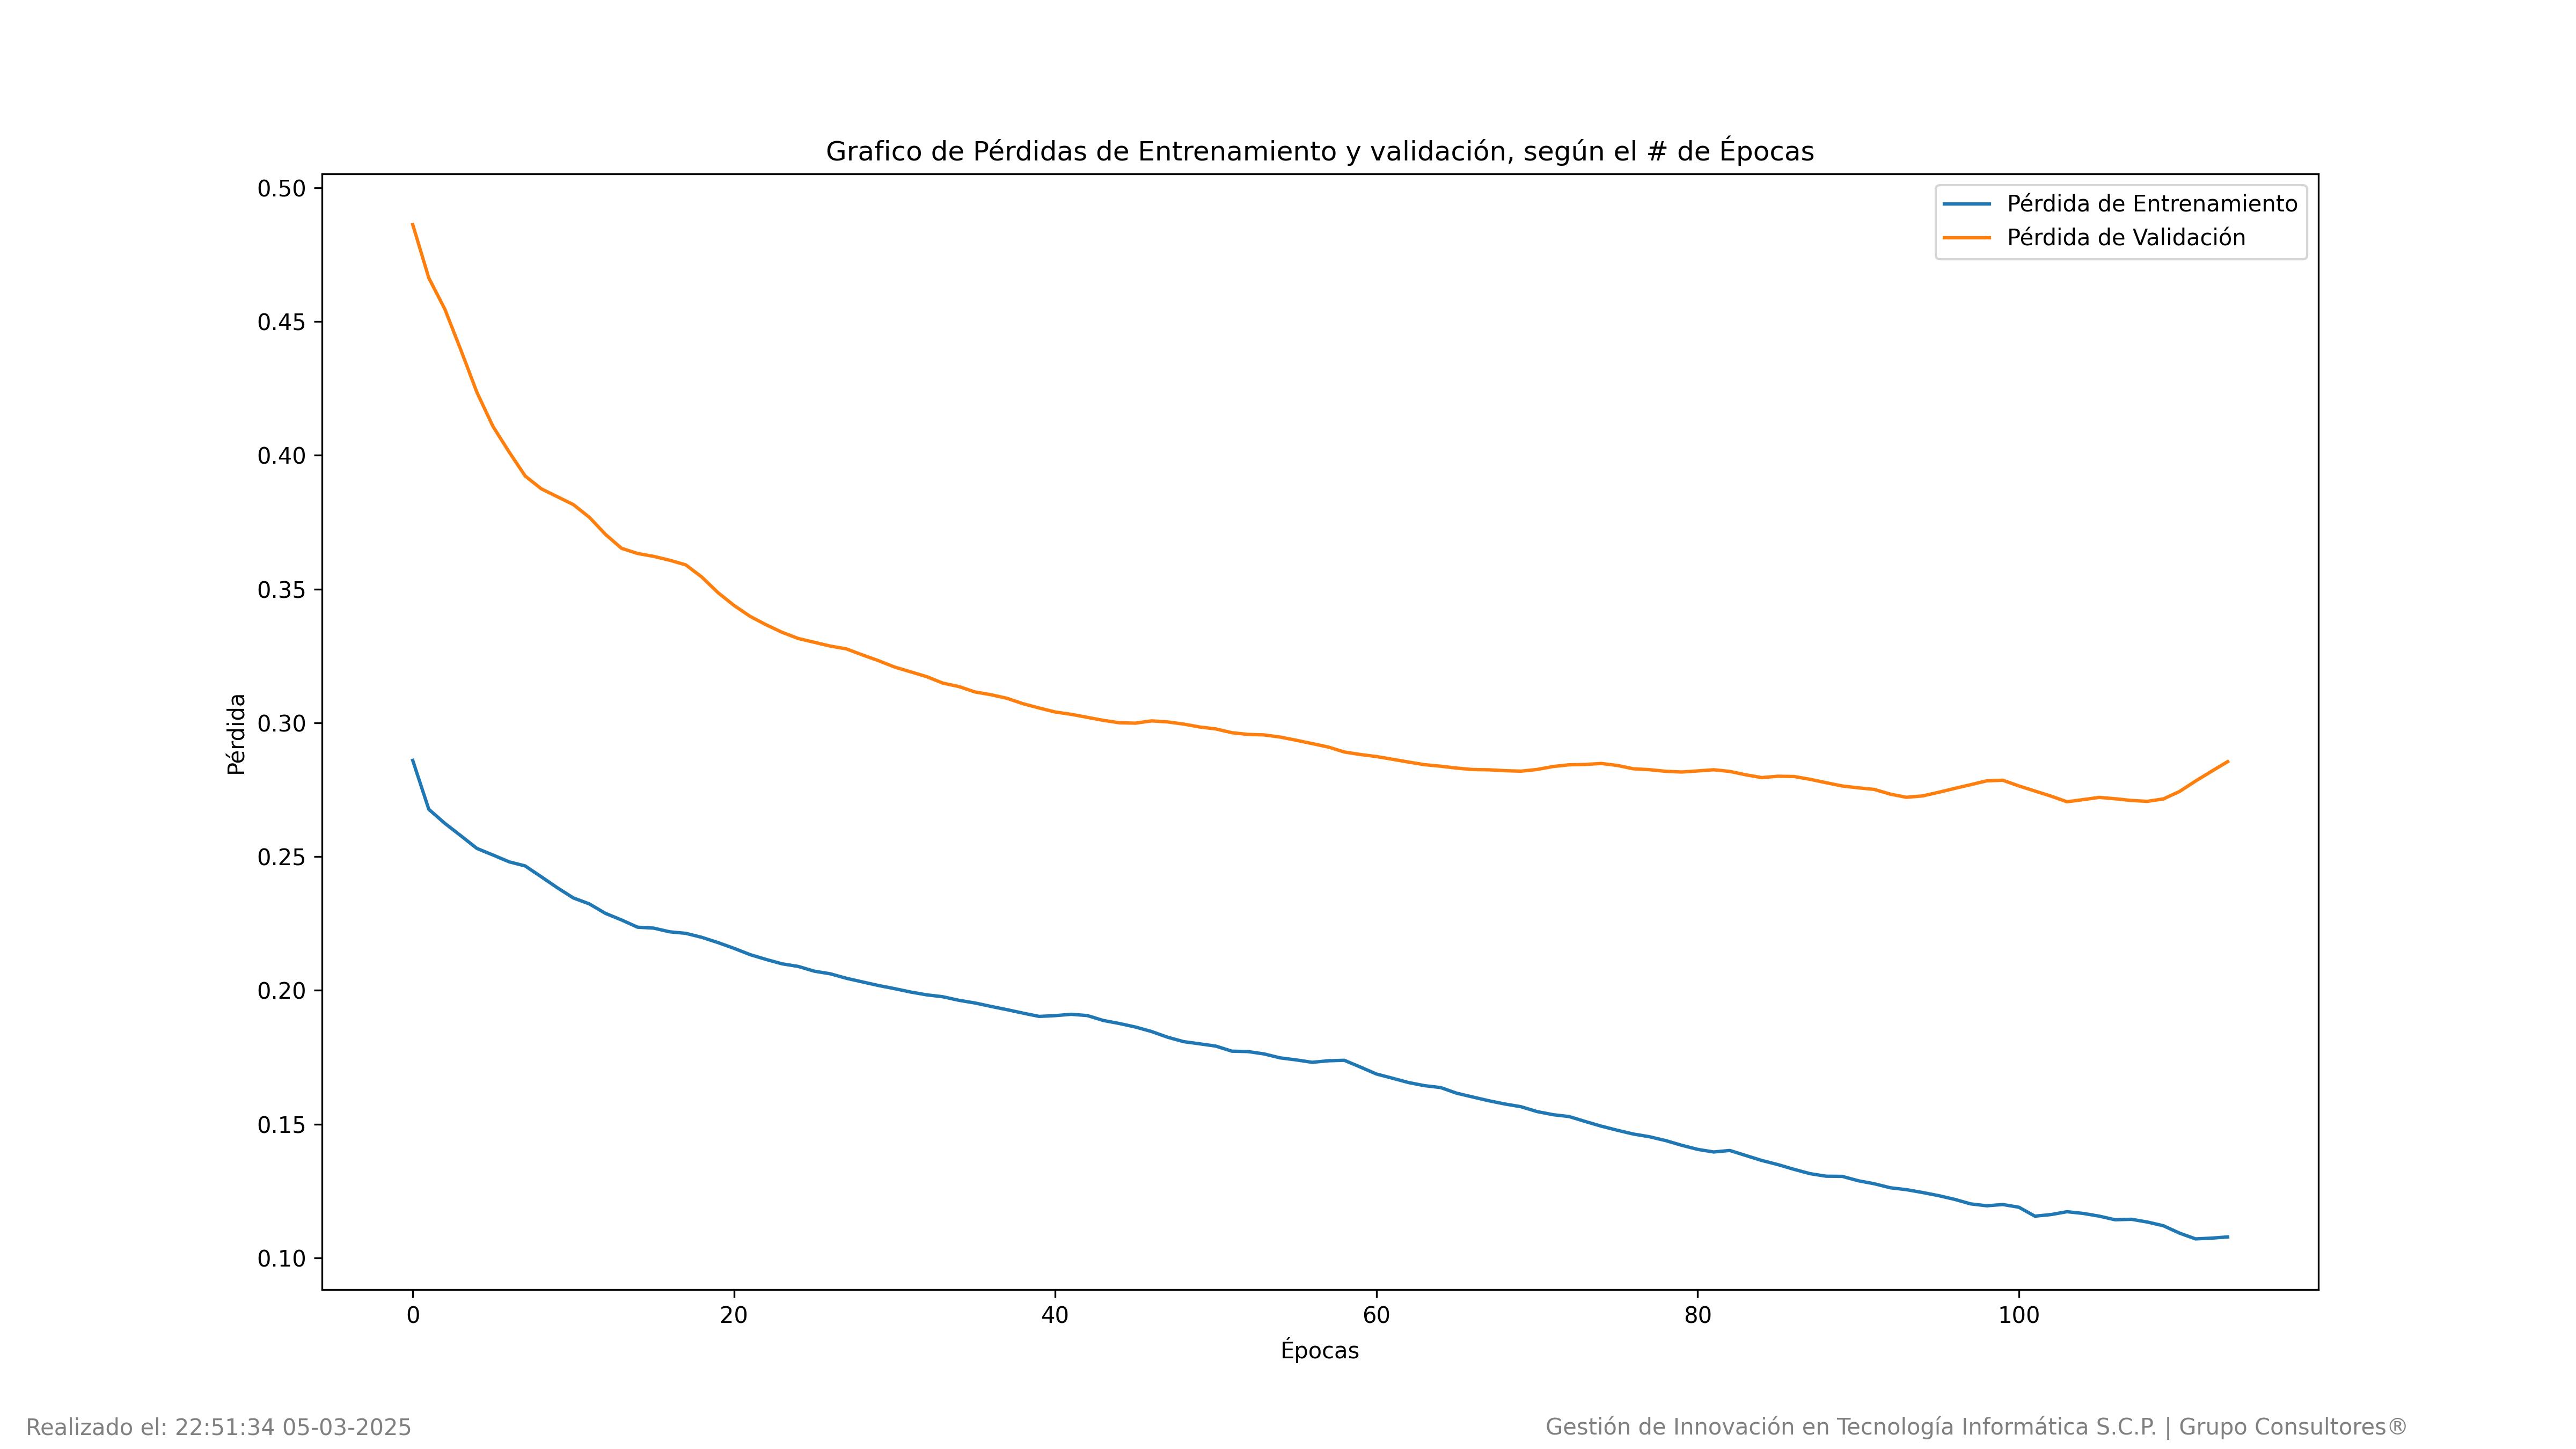 Grafico de Pérdidas de Entrenamiento y validación, según el # de Épocas
Pérdida de Entrenamiento
Pérdida de Validación
Pérdida
0.50
0.45
0.40
0.35
0.30
0.25
0.20
0.15
0.10
0 20 40 60 80 100
Épocas
Realizado el: 22:51:34 05-03-2025
Gestión de Innovación en Tecnología Informática S.C.P. | Grupo Consultores®